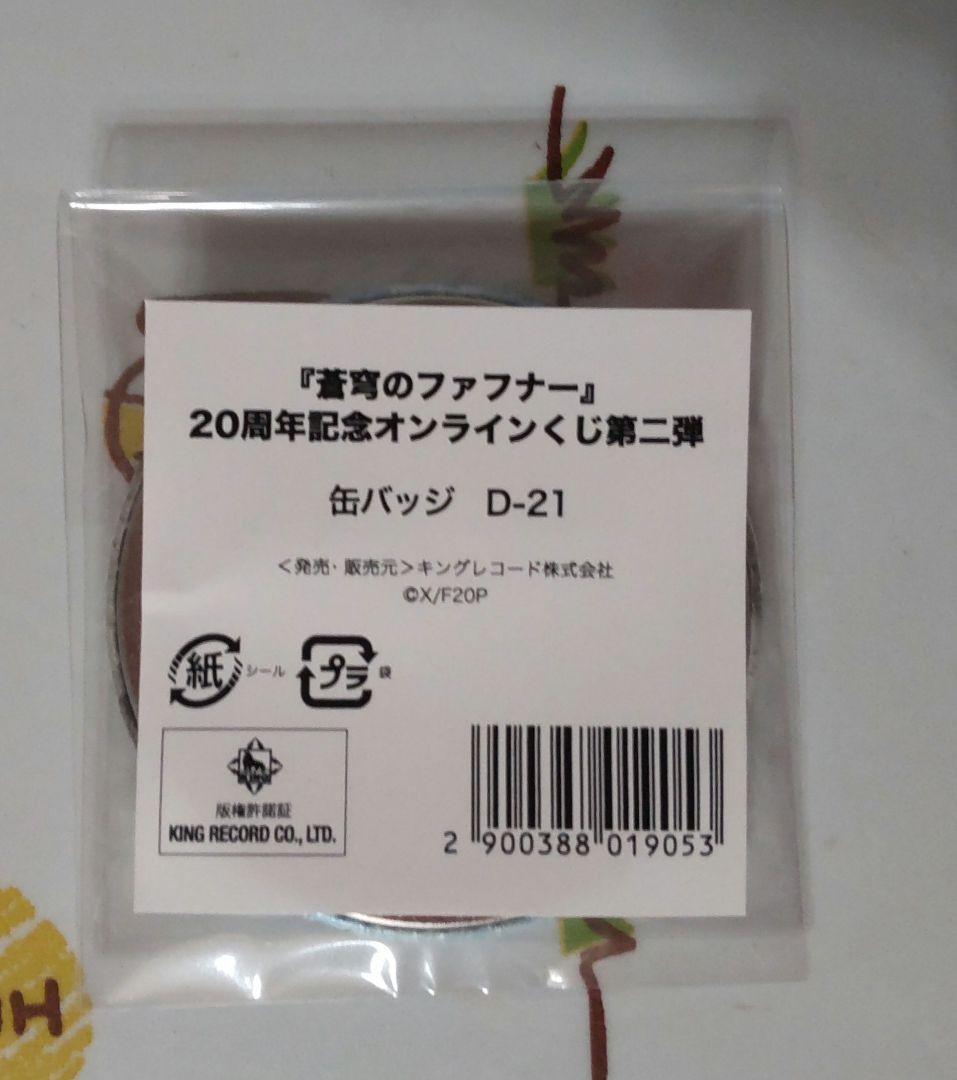 『蒼穹のファフナー』
20周年記念オンラインくじ第二弾
缶バッジ D-21
＜発売・販売元＞キングレコード株式会社
©X/F20P
紙 シール プラ 袋
版権許諾証
KING RECORD CO., LTD.
2 900388 019053